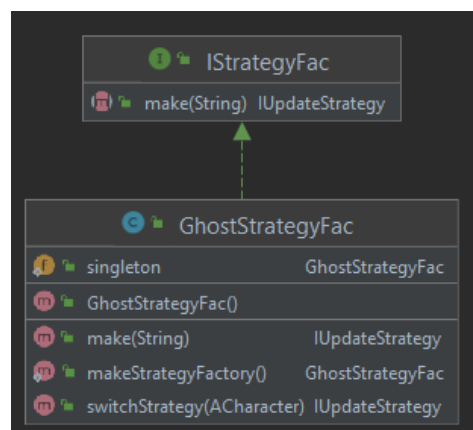 I IStrategyFac
m make(String) IUpdateStrategy
C GhostStrategyFac
f singleton GhostStrategyFac
m GhostStrategyFac()
m make(String) IUpdateStrategy
m makeStrategyFactory() GhostStrategyFac
m switchStrategy(ACharacter) IUpdateStrategy